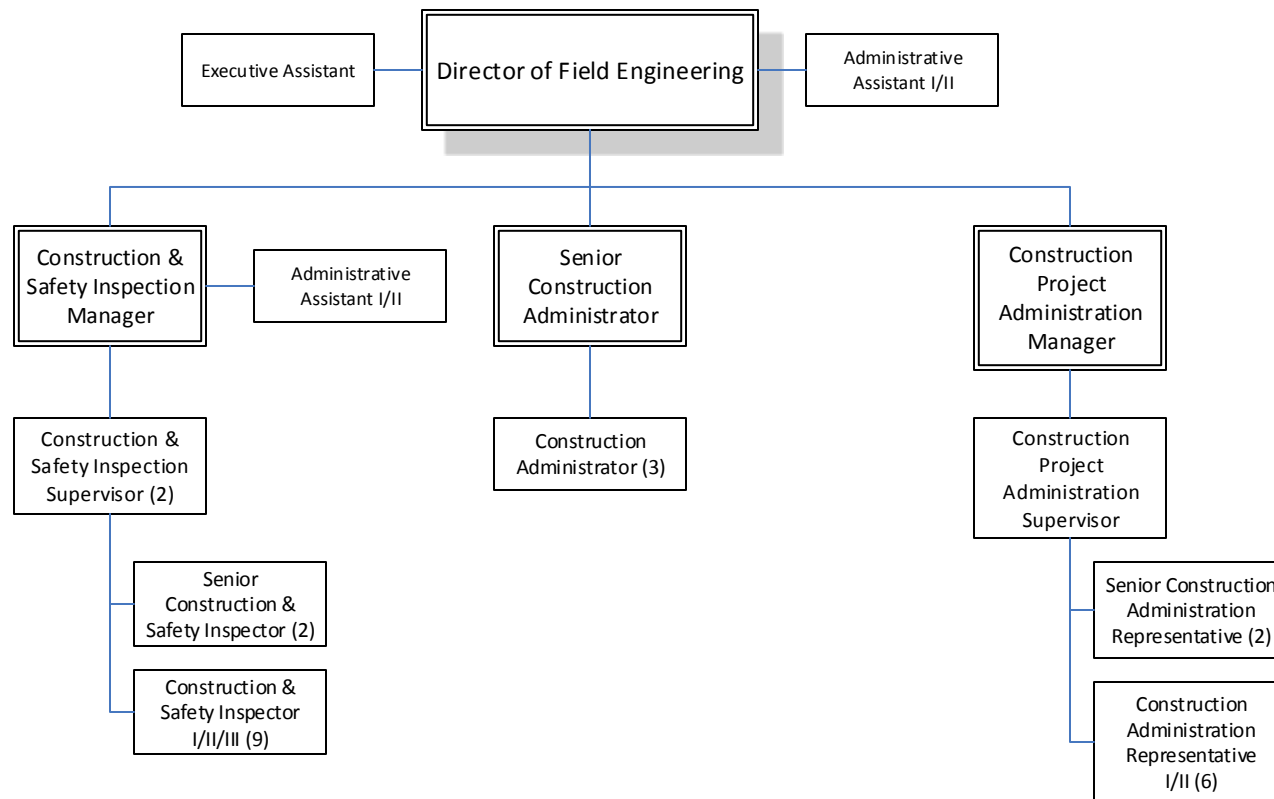 Executive Assistant
Director of Field Engineering
Administrative
Assistant I/II
Construction &
Safety Inspection
Manager
Administrative
Assistant I/II
Senior
Construction
Administrator
Construction
Project
Administration
Manager
Construction &
Safety Inspection
Supervisor (2)
Construction
Administrator (3)
Construction
Project
Administration
Supervisor
Senior
Construction &
Safety Inspector (2)
Senior Construction
Administration
Representative (2)
Construction &
Safety Inspector
I/II/III (9)
Construction
Administration
Representative
I/II (6)